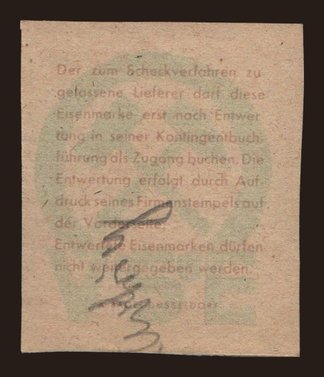 Der zum Scheckverfahren zu
gelassene Lieferer darf diese
Eisenmarke erst nach Entwer
tung in seiner Kontingentbuch
führung als Zugang buchen. Die
Entwertung erfolgt durch Auf
druck seines Firmenstempels auf
der Vorderseite.
Entwertete Eisenmarken dürfen
nicht weitergegeben werden.